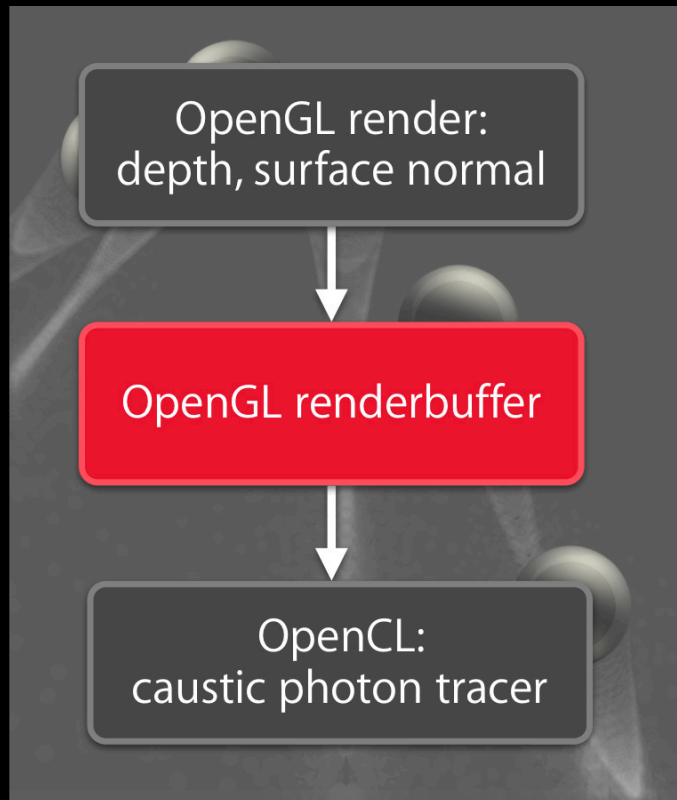 OpenGL render:
depth, surface normal
OpenGL renderbuffer
OpenCL:
caustic photon tracer